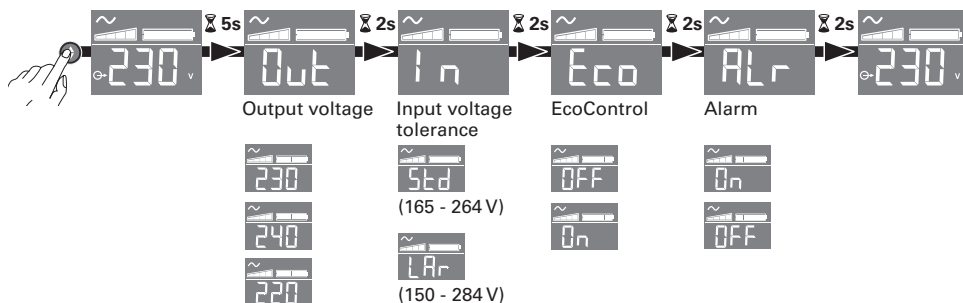 5s 2s 2s 2s 2s
230 v Out In Eco ALr 230 v
Output voltage Input voltage tolerance EcoControl Alarm
230 Std OFF On
(165 - 264 V)
240 On OFF
LAr
220 (150 - 284 V)